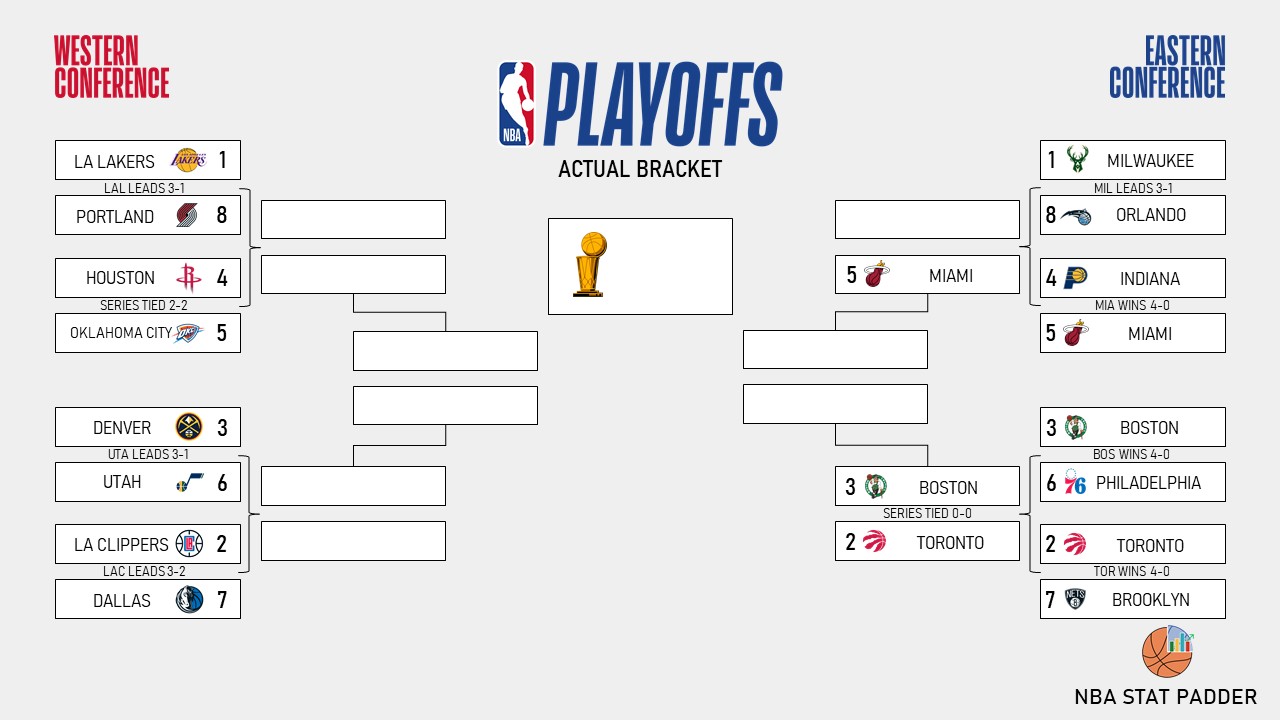 WESTERN
CONFERENCE
EASTERN
CONFERENCE
NBA
PLAYOFFS
ACTUAL BRACKET
LA LAKERS LAKERS 1
LAL LEADS 3-1
PORTLAND 8
HOUSTON R 4
SERIES TIED 2-2
OKLAHOMA CITY OKC 5
DENVER 3
UTA LEADS 3-1
UTAH 6
LA CLIPPERS 2
LAC LEADS 3-2
DALLAS 7
5 MIAMI
3 BOSTON
SERIES TIED 0-0
2 TORONTO
1 MILWAUKEE
MIL LEADS 3-1
8 ORLANDO
4 INDIANA
MIA WINS 4-0
5 MIAMI
3 BOSTON
BOS WINS 4-0
6 76 PHILADELPHIA
2 TORONTO
TOR WINS 4-0
7 NETS B BROOKLYN
NBA STAT PADDER